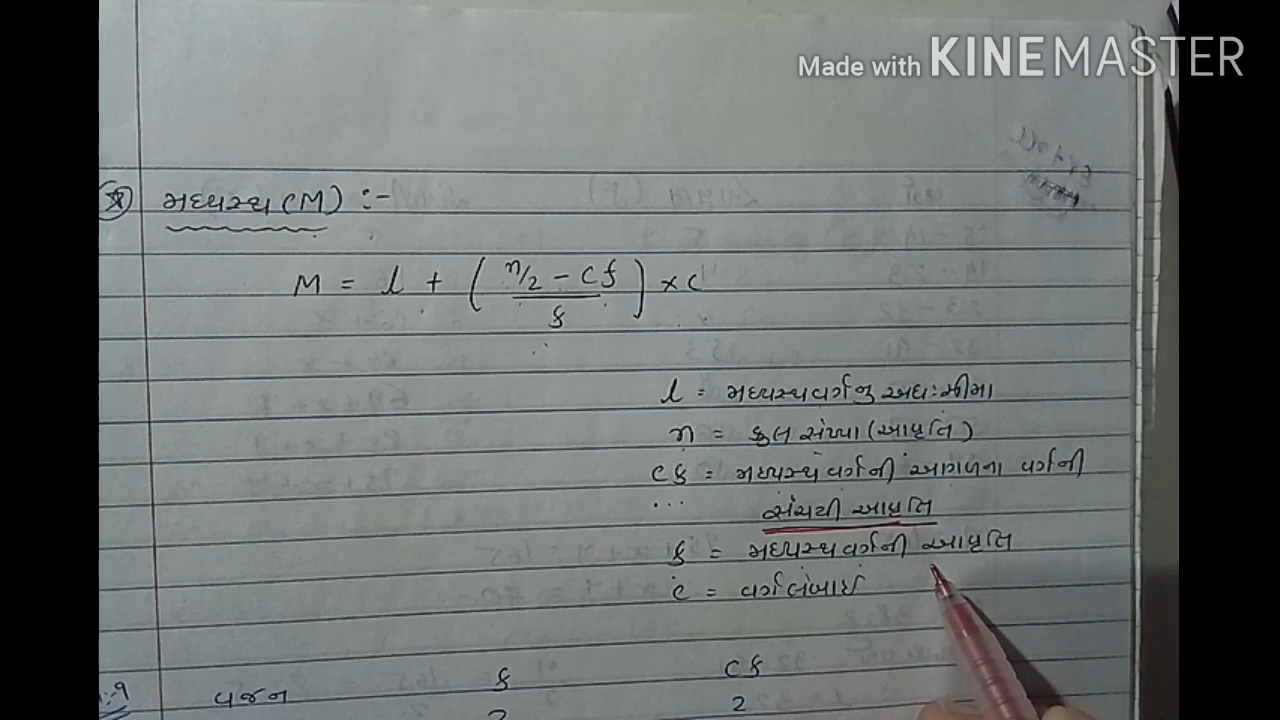 Made with KINEMASTER
મધ્યસ્થ (M) :-
M = l + ( n/2 - cf / f ) × c
l = મધ્યસ્થવર્ગનુ અધઃસીમા
n = કુલ સંખ્યા (આવૃતિ)
cf = મધ્યસ્થ વર્ગની આગળના વર્ગની
... સંચયી આવૃતિ
f = મધ્યસ્થવર્ગની આવૃતિ
c = વર્ગલંબાઈ
વજન f cf
2 2